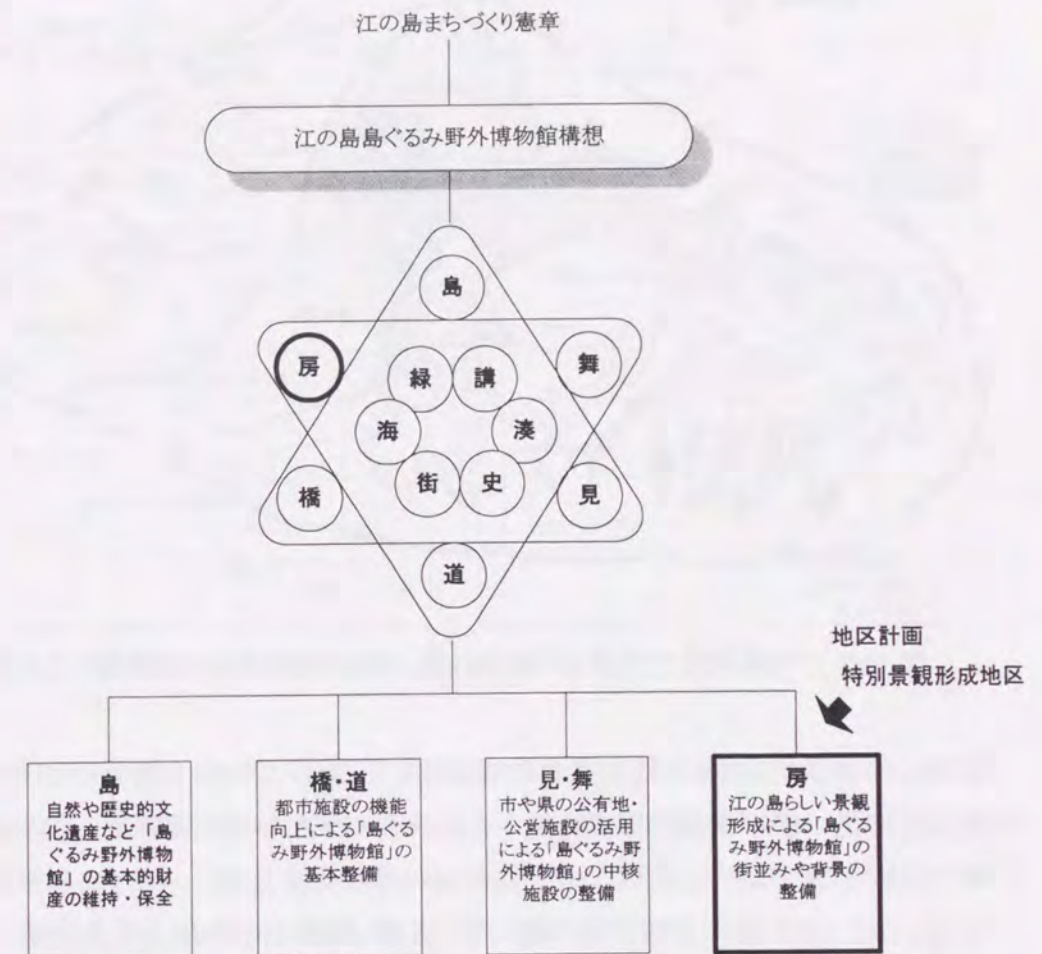 江の島まちづくり憲章
江の島島ぐるみ野外博物館構想
島
房
舞
緑
講
海
湊
街
史
橋
見
道
地区計画
特別景観形成地区
島
自然や歴史的文
化遺産など「島
ぐるみ野外博物
館」の基本的財
産の維持・保全
橋・道
都市施設の機能
向上による「島ぐる
み野外博物館」の
基本整備
見・舞
市や県の公有地・
公営施設の活用
による「島ぐるみ野
外博物館」の中核
施設の整備
房
江の島らしい景観
形成による「島ぐる
み野外博物館」の
街並みや背景の
整備